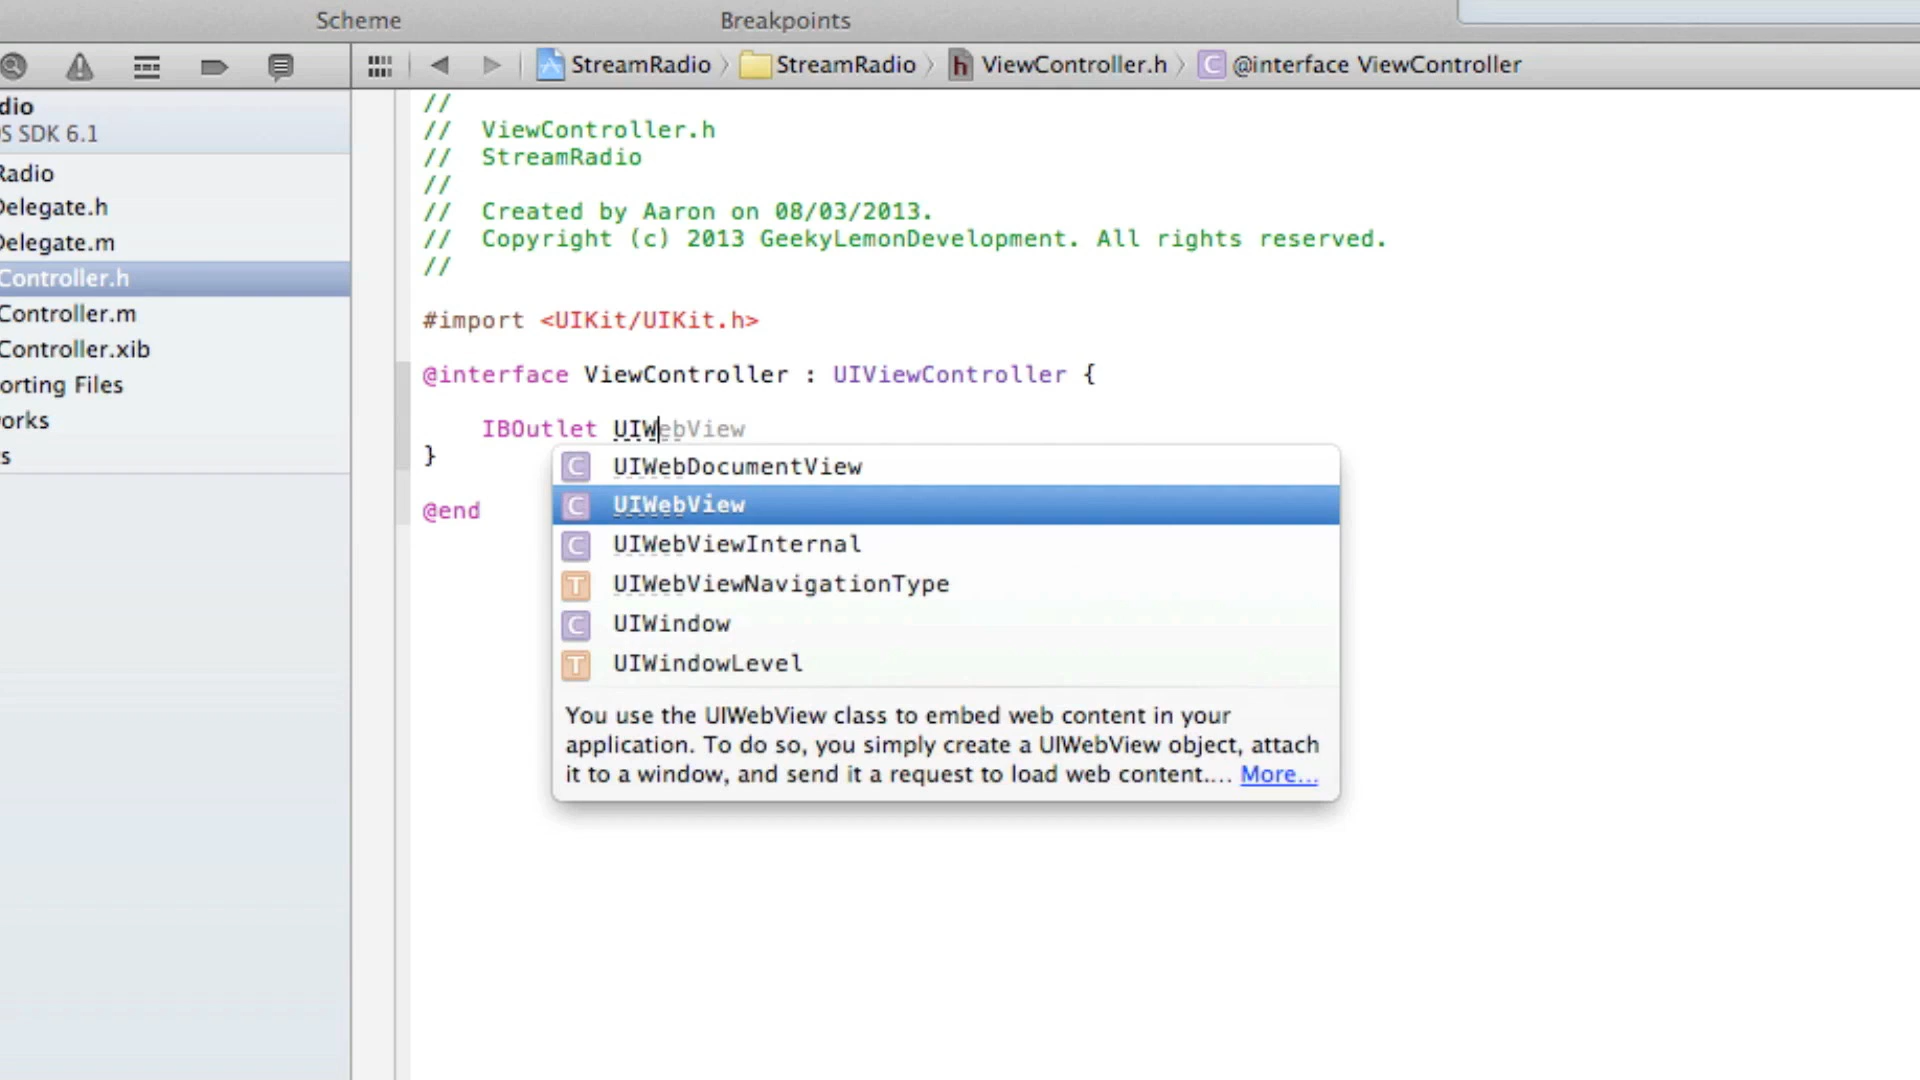 Scheme
Breakpoints
StreamRadio
StreamRadio
h
ViewController.h
C
@interface ViewController
dio
S SDK 6.1
Radio
Delegate.h
Delegate.m
Controller.h
Controller.m
Controller.xib
orting Files
orks
s
//
// ViewController.h
// StreamRadio
//
// Created by Aaron on 08/03/2013.
// Copyright (c) 2013 GeekyLemonDevelopment. All rights reserved.
//
#import <UIKit/UIKit.h>
@interface ViewController : UIViewController {
IBOutlet UIWebView
}
@end
C UIWebDocumentView
C UIWebView
C UIWebViewInternal
T UIWebViewNavigationType
C UIWindow
T UIWindowLevel
You use the UIWebView class to embed web content in your
application. To do so, you simply create a UIWebView object, attach
it to a window, and send it a request to load web content.... More...